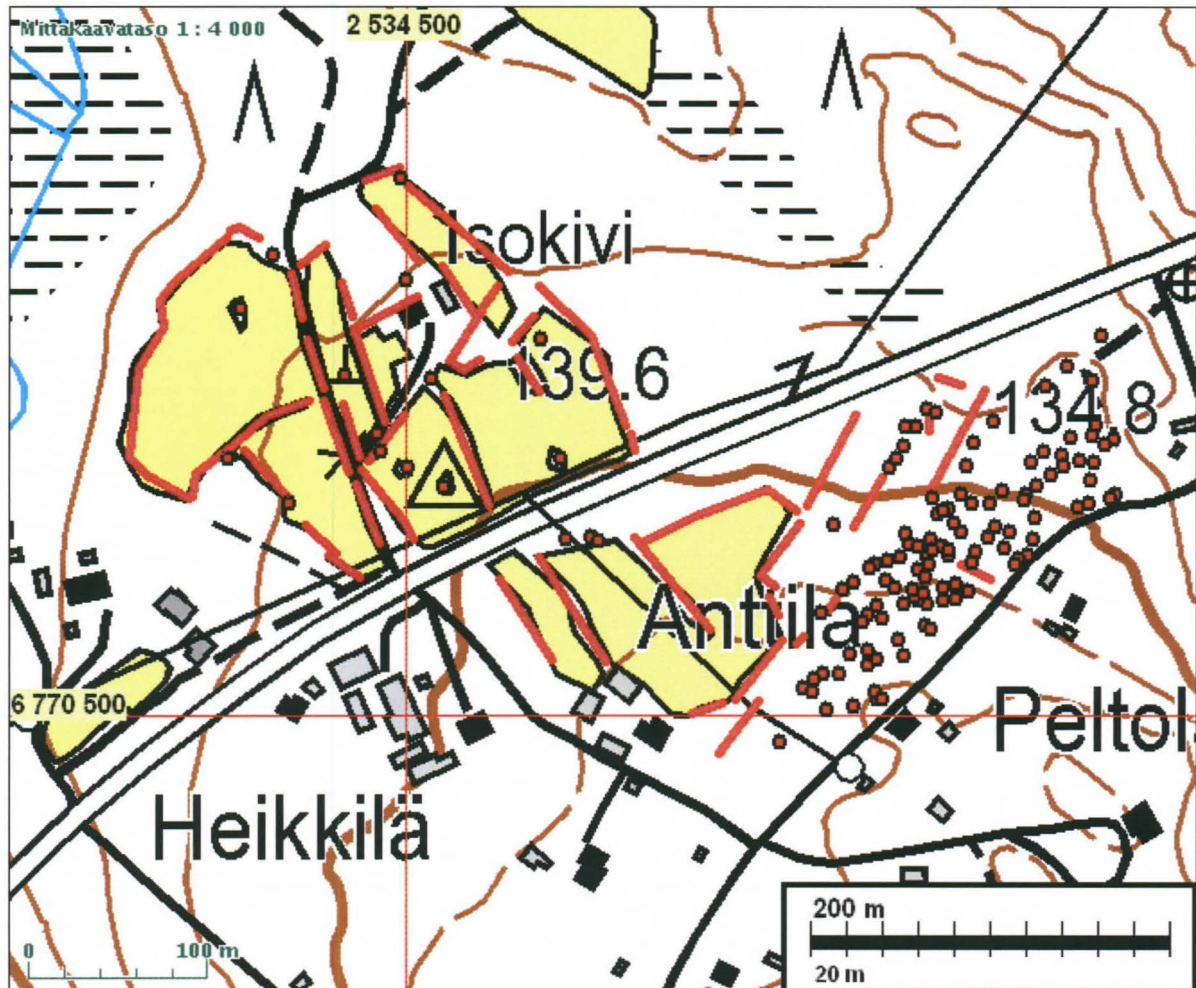 Mittakaavataso 1 : 4 000
2 534 500
Isokivi
139.6
134.8
Anttila
6 770 500
Peltol
Heikkilä
200 m
20 m
0 100 m